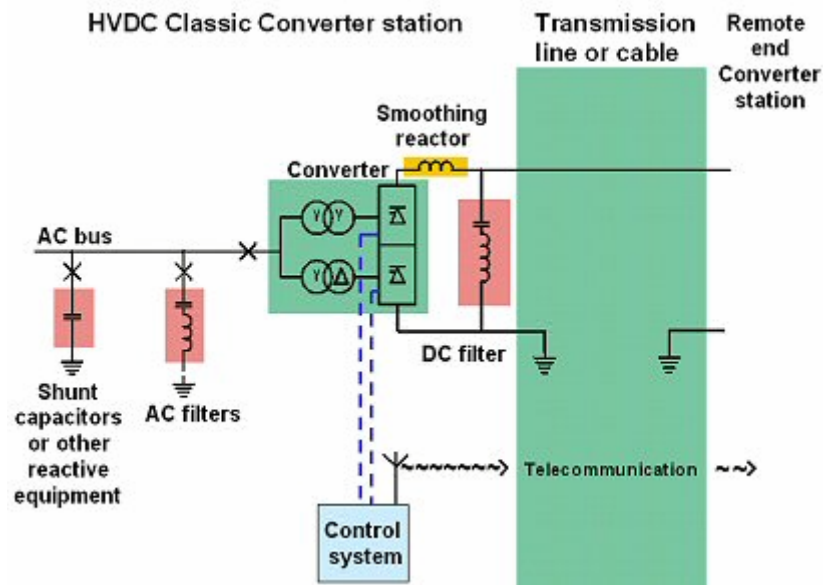 HVDC Classic Converter station
Transmission
line or cable
Remote
end
Converter
station
Smoothing
reactor
Converter
Y Y
Y Δ
AC bus
DC filter
Shunt
capacitors
or other
reactive
equipment
AC filters
Telecommunication
Control
system